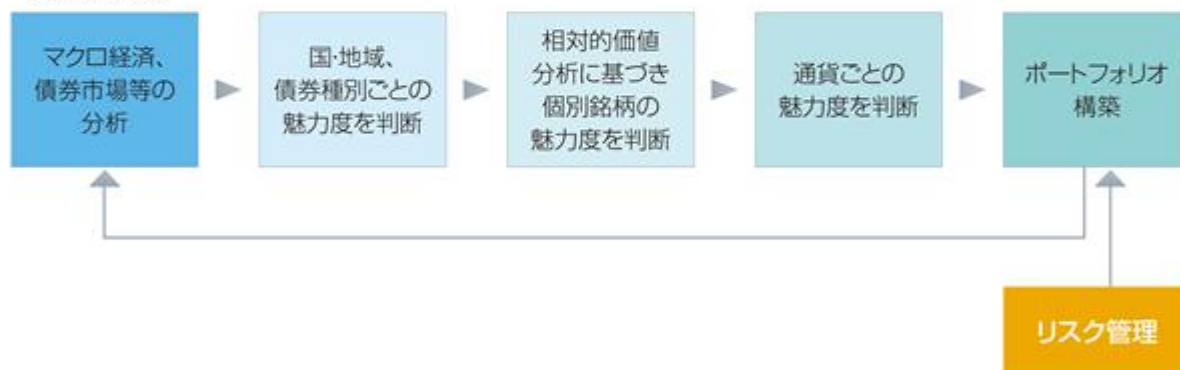 マクロ経済、
債券市場等の
分析
国・地域、
債券種別ごとの
魅力度を判断
相対的価値
分析に基づき
個別銘柄の
魅力度を判断
通貨ごとの
魅力度を判断
ポートフォリオ
構築
リスク管理